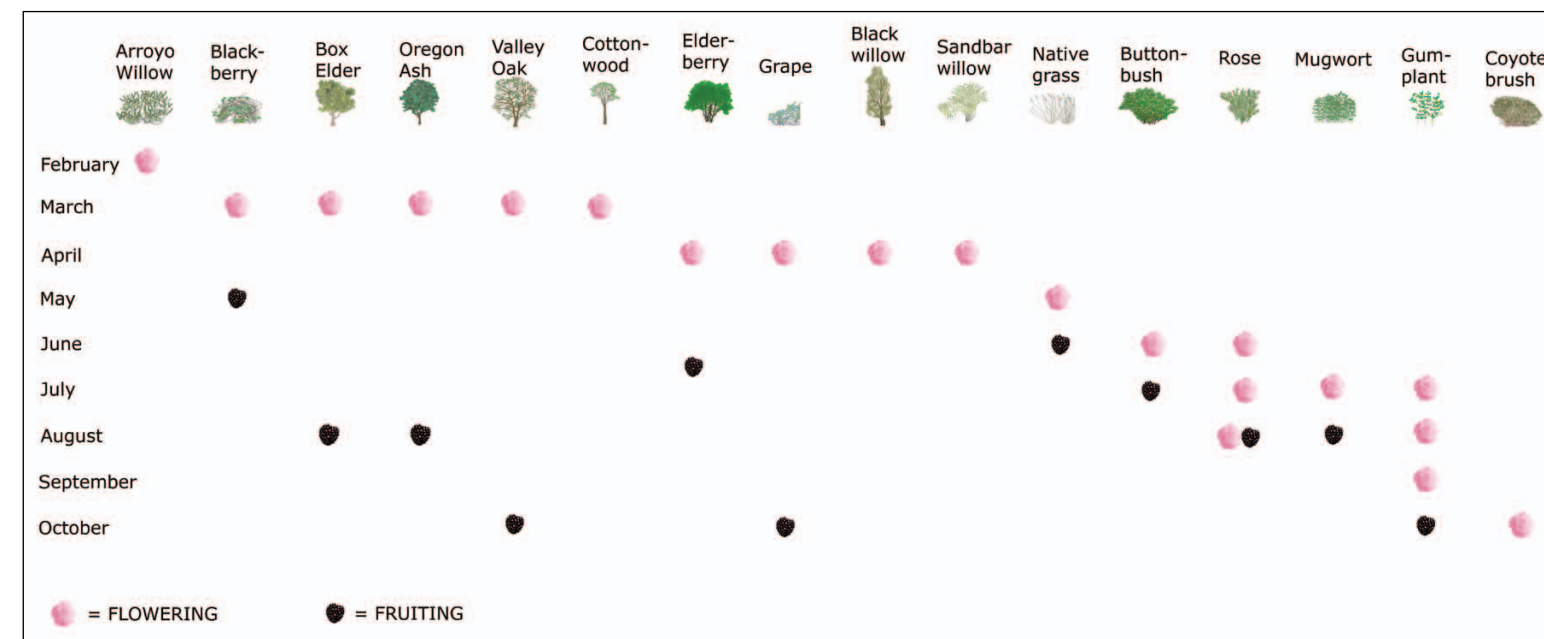 Arroyo
Willow
Black-
berry
Box
Elder
Oregon
Ash
Valley
Oak
Cotton-
wood
Elder-
berry
Grape
Black
willow
Sandbar
willow
Native
grass
Button-
bush
Rose
Mugwort
Gum-
plant
Coyote
brush
February
March
April
May
June
July
August
September
October
= FLOWERING
= FRUITING